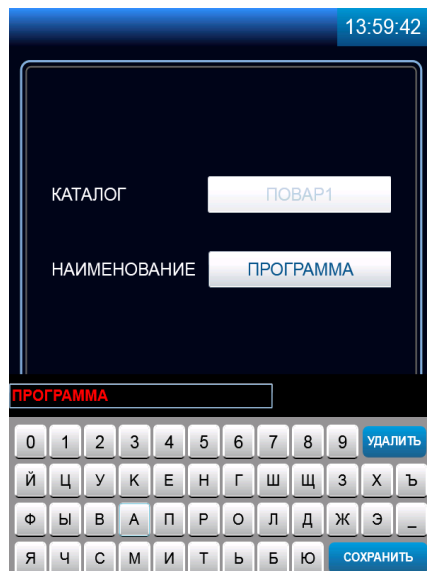 13:59:42
КАТАЛОГ ПОВАР1
НАИМЕНОВАНИЕ ПРОГРАММА
ПРОГРАММА
0 1 2 3 4 5 6 7 8 9 УДАЛИТЬ
Й Ц У К Е Н Г Ш Щ З Х Ъ
Ф Ы В А П Р О Л Д Ж Э _
Я Ч С М И Т Ь Б Ю СОХРАНИТЬ